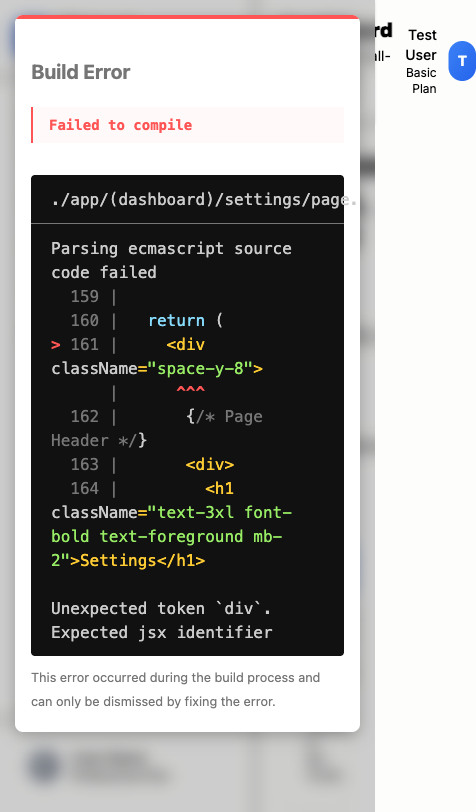 Build Error
Failed to compile
./app/(dashboard)/settings/page.
Parsing ecmascript source
code failed
159 |
160 |   return (
> 161 |     <div
className="space-y-8">
|      ^^^
162 |       {/* Page
Header */}
163 |       <div>
164 |         <h1
className="text-3xl font-
bold text-foreground mb-
2">Settings</h1>
Unexpected token `div`.
Expected jsx identifier
This error occurred during the build process and
can only be dismissed by fixing the error.
rd
all-
Test
User
Basic
Plan
T